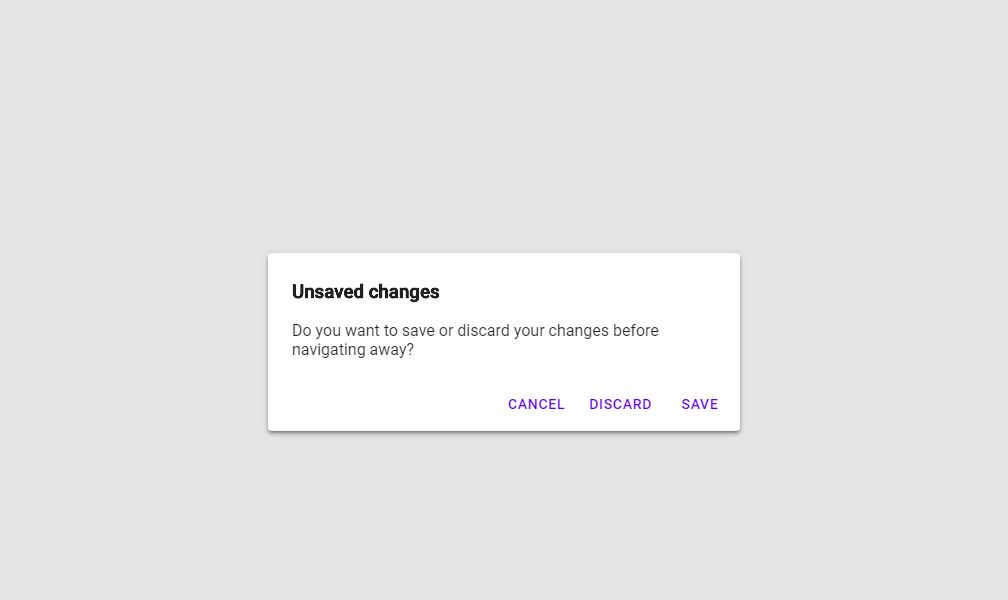 Unsaved changes
Do you want to save or discard your changes before
navigating away?
CANCEL DISCARD SAVE